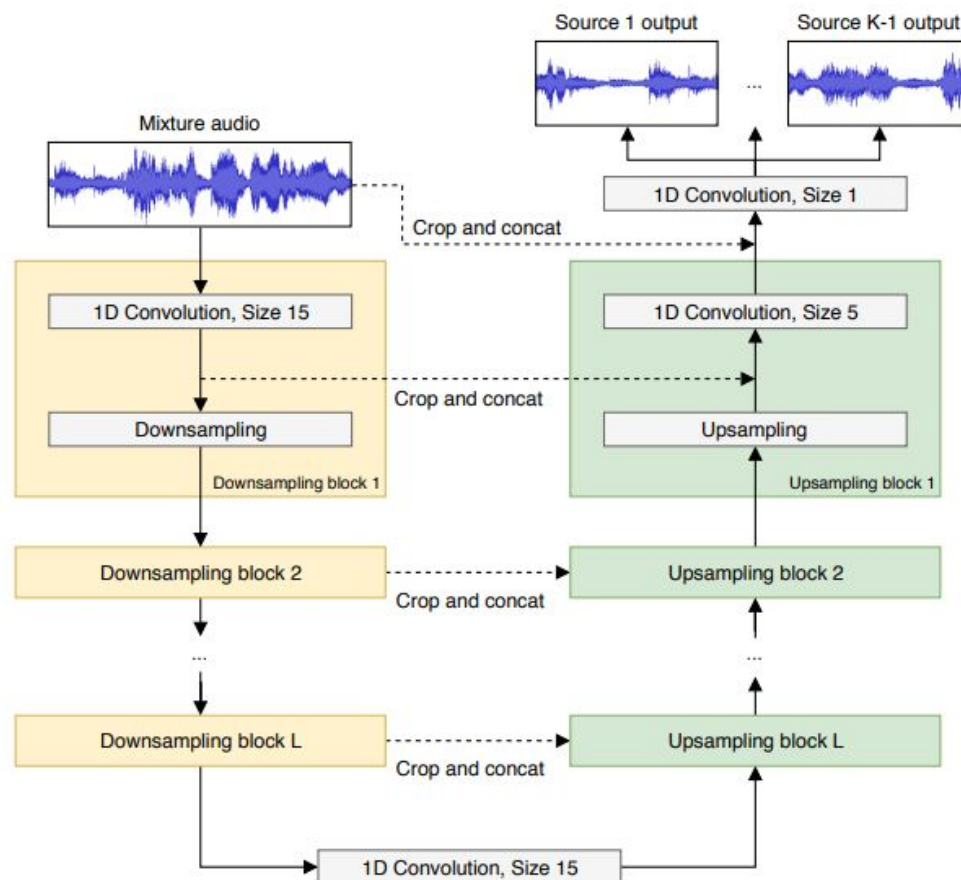 Source 1 output
Source K-1 output
...
Mixture audio
1D Convolution, Size 1
Crop and concat
1D Convolution, Size 15
1D Convolution, Size 5
Crop and concat
Downsampling
Upsampling
Downsampling block 1
Upsampling block 1
Downsampling block 2
Upsampling block 2
Crop and concat
...
...
Downsampling block L
Upsampling block L
Crop and concat
1D Convolution, Size 15